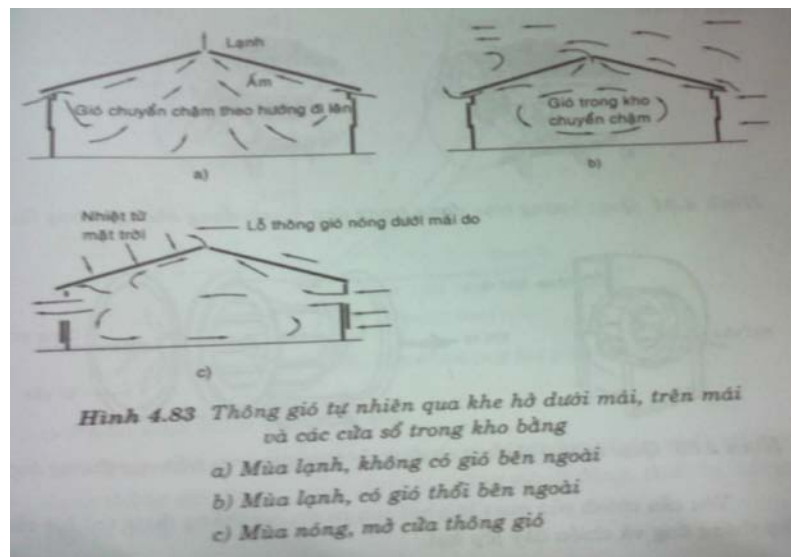 Lạnh
Ấm
Gió chuyển chậm theo hướng đi lên
a)
Gió trong kho
chuyển chậm
b)
Nhiệt từ
mặt trời
Lỗ thông gió nóng dưới mái do
c)
Hình 4.83 Thông gió tự nhiên qua khe hở dưới mái, trên mái
và các cửa sổ trong kho bằng
a) Mùa lạnh, không có gió bên ngoài
b) Mùa lạnh, có gió thổi bên ngoài
c) Mùa nóng, mở cửa thông gió